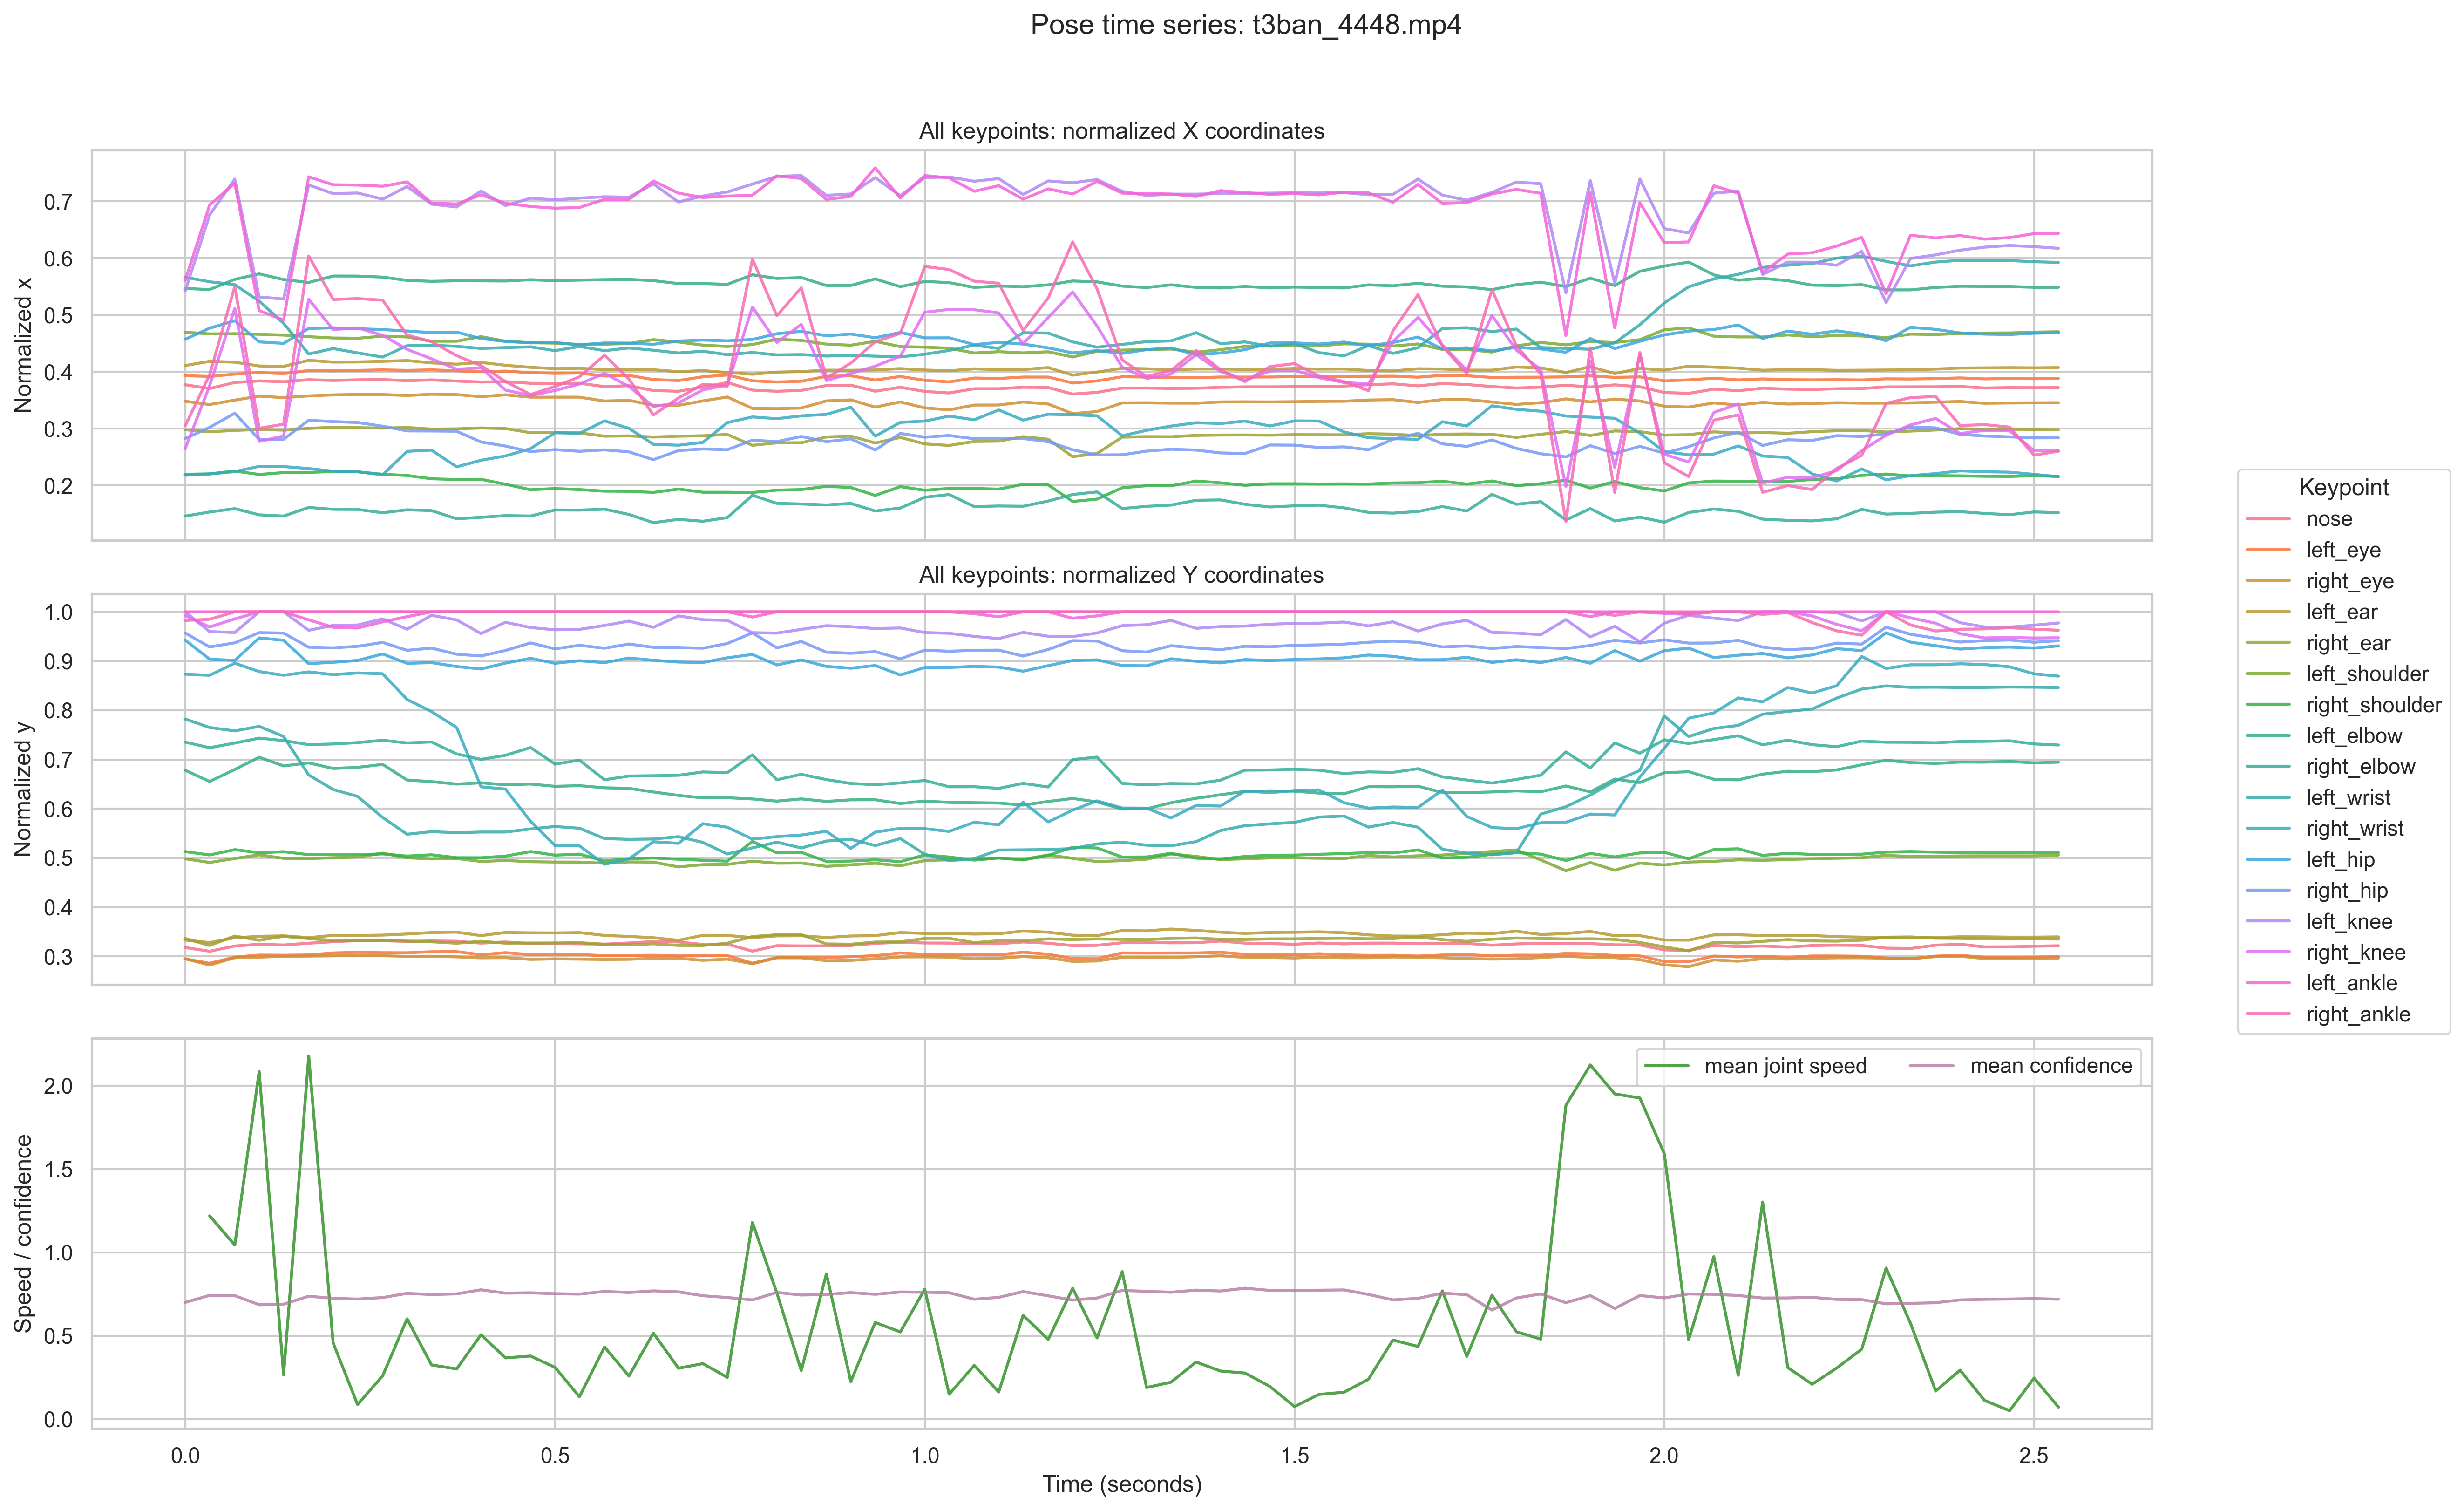 Pose time series: t3ban_4448.mp4
All keypoints: normalized X coordinates
Normalized x
0.7
0.6
0.5
0.4
0.3
0.2
All keypoints: normalized Y coordinates
Normalized y
1.0
0.9
0.8
0.7
0.6
0.5
0.4
0.3
Keypoint
nose
left_eye
right_eye
left_ear
right_ear
left_shoulder
right_shoulder
left_elbow
right_elbow
left_wrist
right_wrist
left_hip
right_hip
left_knee
right_knee
left_ankle
right_ankle
mean joint speed
mean confidence
Speed / confidence
2.0
1.5
1.0
0.5
0.0
0.0 0.5 1.0 1.5 2.0 2.5
Time (seconds)